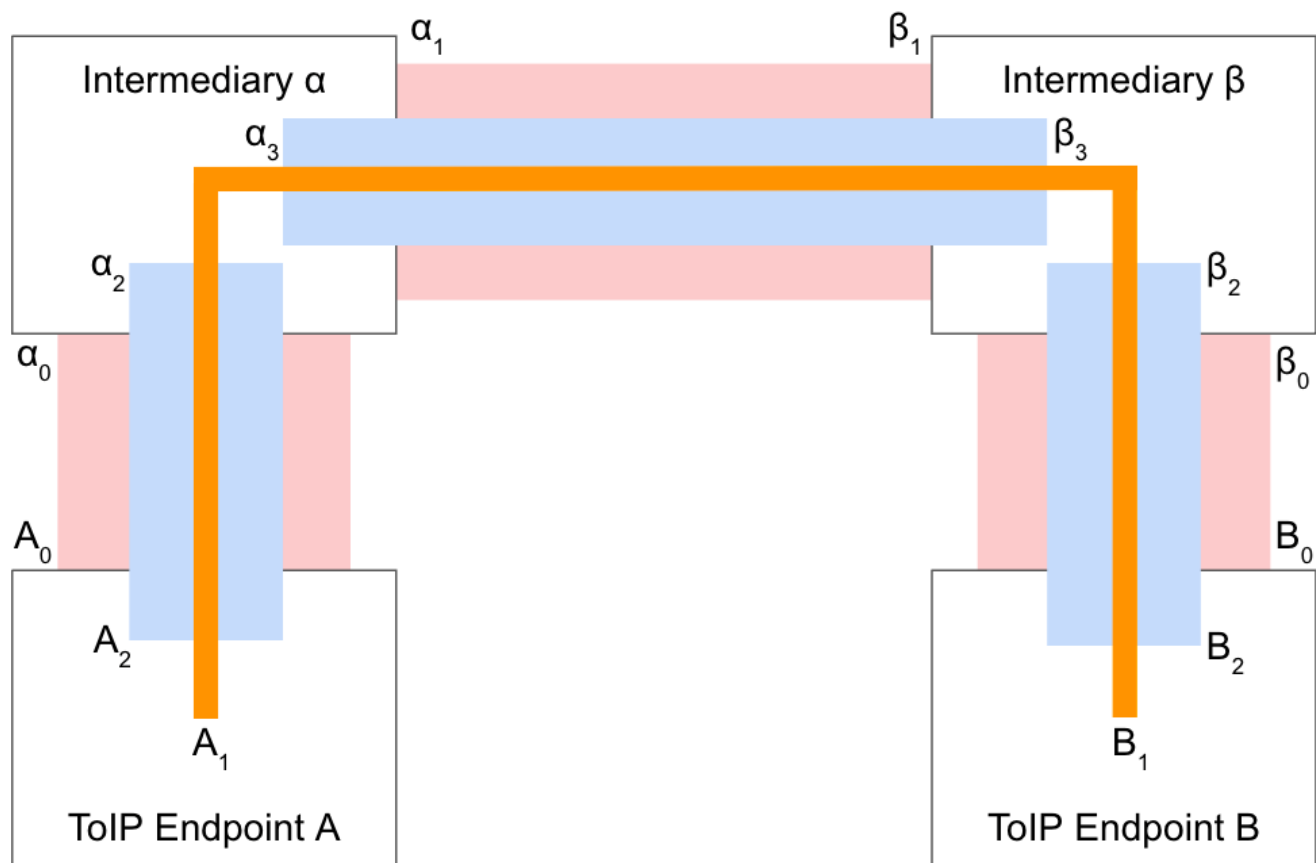 α₁
β₁
Intermediary α
Intermediary β
α₃
β₃
α₂
β₂
α₀
β₀
A₀
B₀
A₂
B₂
A₁
B₁
ToIP Endpoint A
ToIP Endpoint B